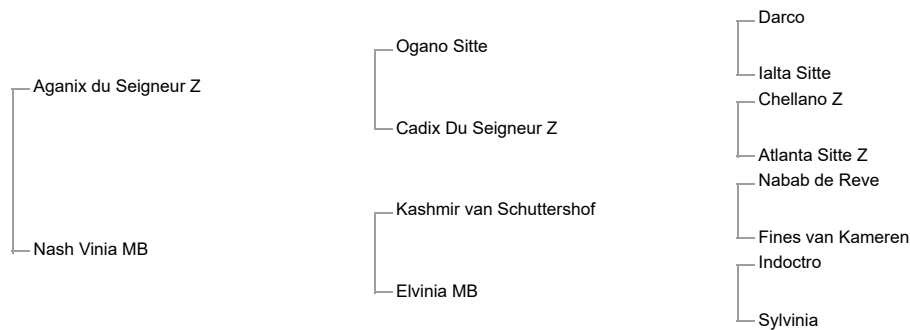 Darco
Ogano Sitte
Ialta Sitte
Aganix du Seigneur Z
Chellano Z
Cadix Du Seigneur Z
Atlanta Sitte Z
Nabab de Reve
Kashmir van Schuttershof
Fines van Kameren
Nash Vinia MB
Indoctro
Elvinia MB
Sylvinia